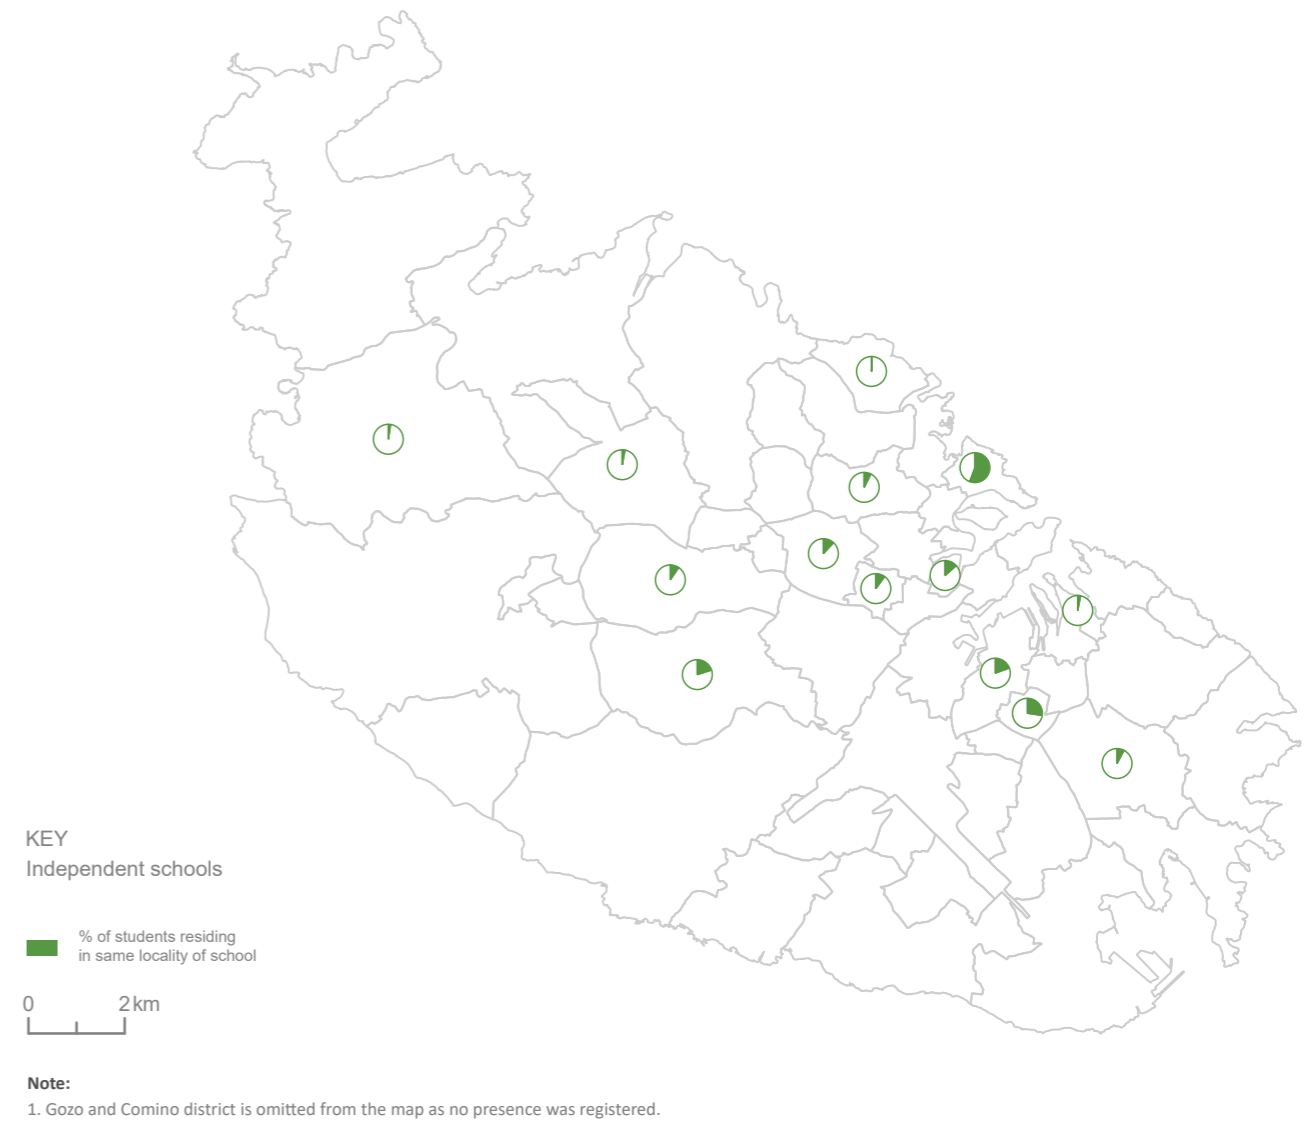 KEY
Independent schools
% of students residing
in same locality of school
0 2 km
Note:
1. Gozo and Comino district is omitted from the map as no presence was registered.